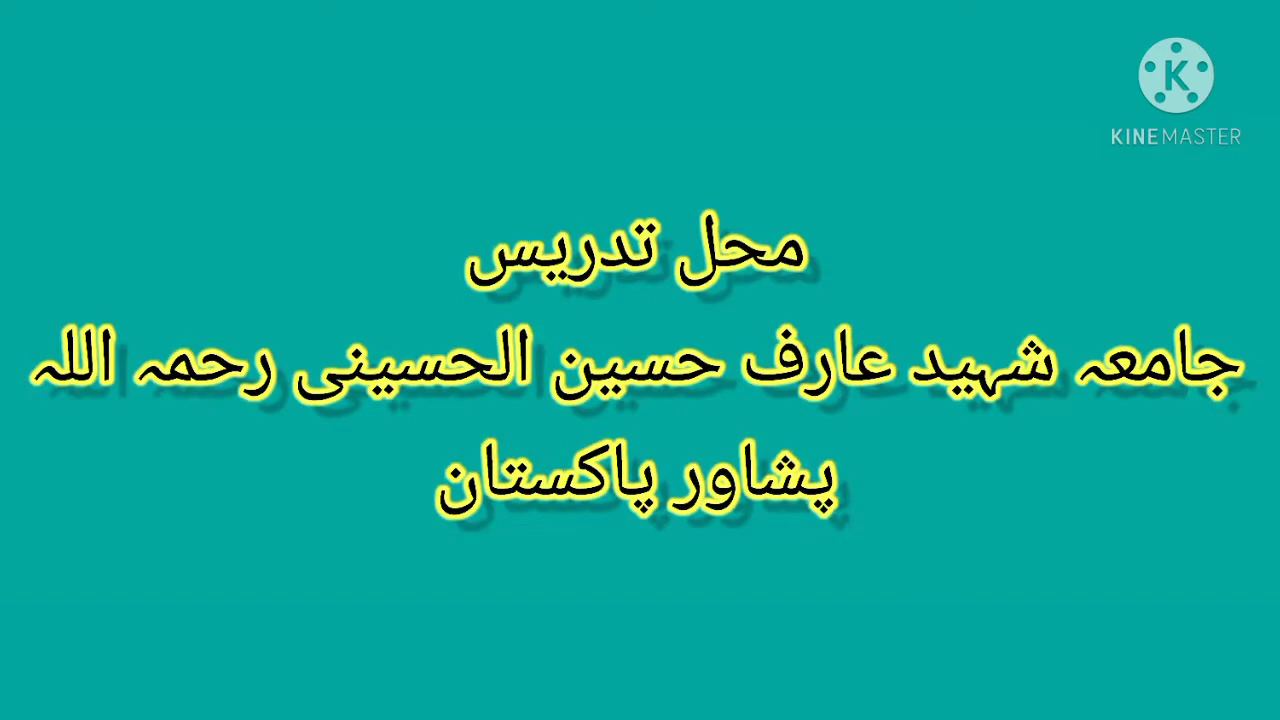 KINEMASTER
محل تدریس
جامعہ شہید عارف حسین الحسینی رحمہ اللہ
پشاور پاکستان